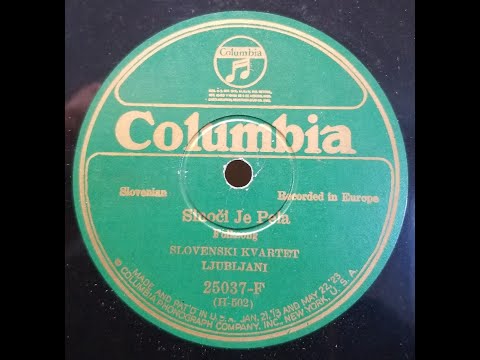 Columbia
Columbia
Slovenian
Recorded in Europe
Sinoči Je Pela
Folksong
SLOVENSKI KVARTET
LJUBLJANI
25037-F
(H-502)
MADE AND PAT'D IN U.S.A. JAN. 21, '13 AND MAY 22, '23
COLUMBIA PHONOGRAPH COMPANY, INC. NEW YORK, U. S. A.